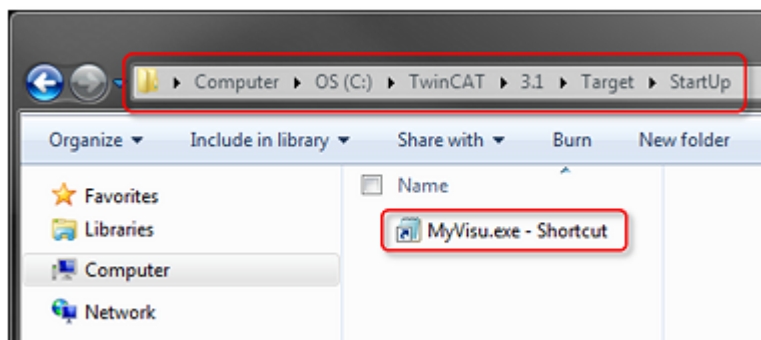 Computer ▸ OS (C:) ▸ TwinCAT ▸ 3.1 ▸ Target ▸ StartUp
Organize Include in library Share with Burn New folder
Favorites
Libraries
Computer
Network
Name
MyVisu.exe - Shortcut